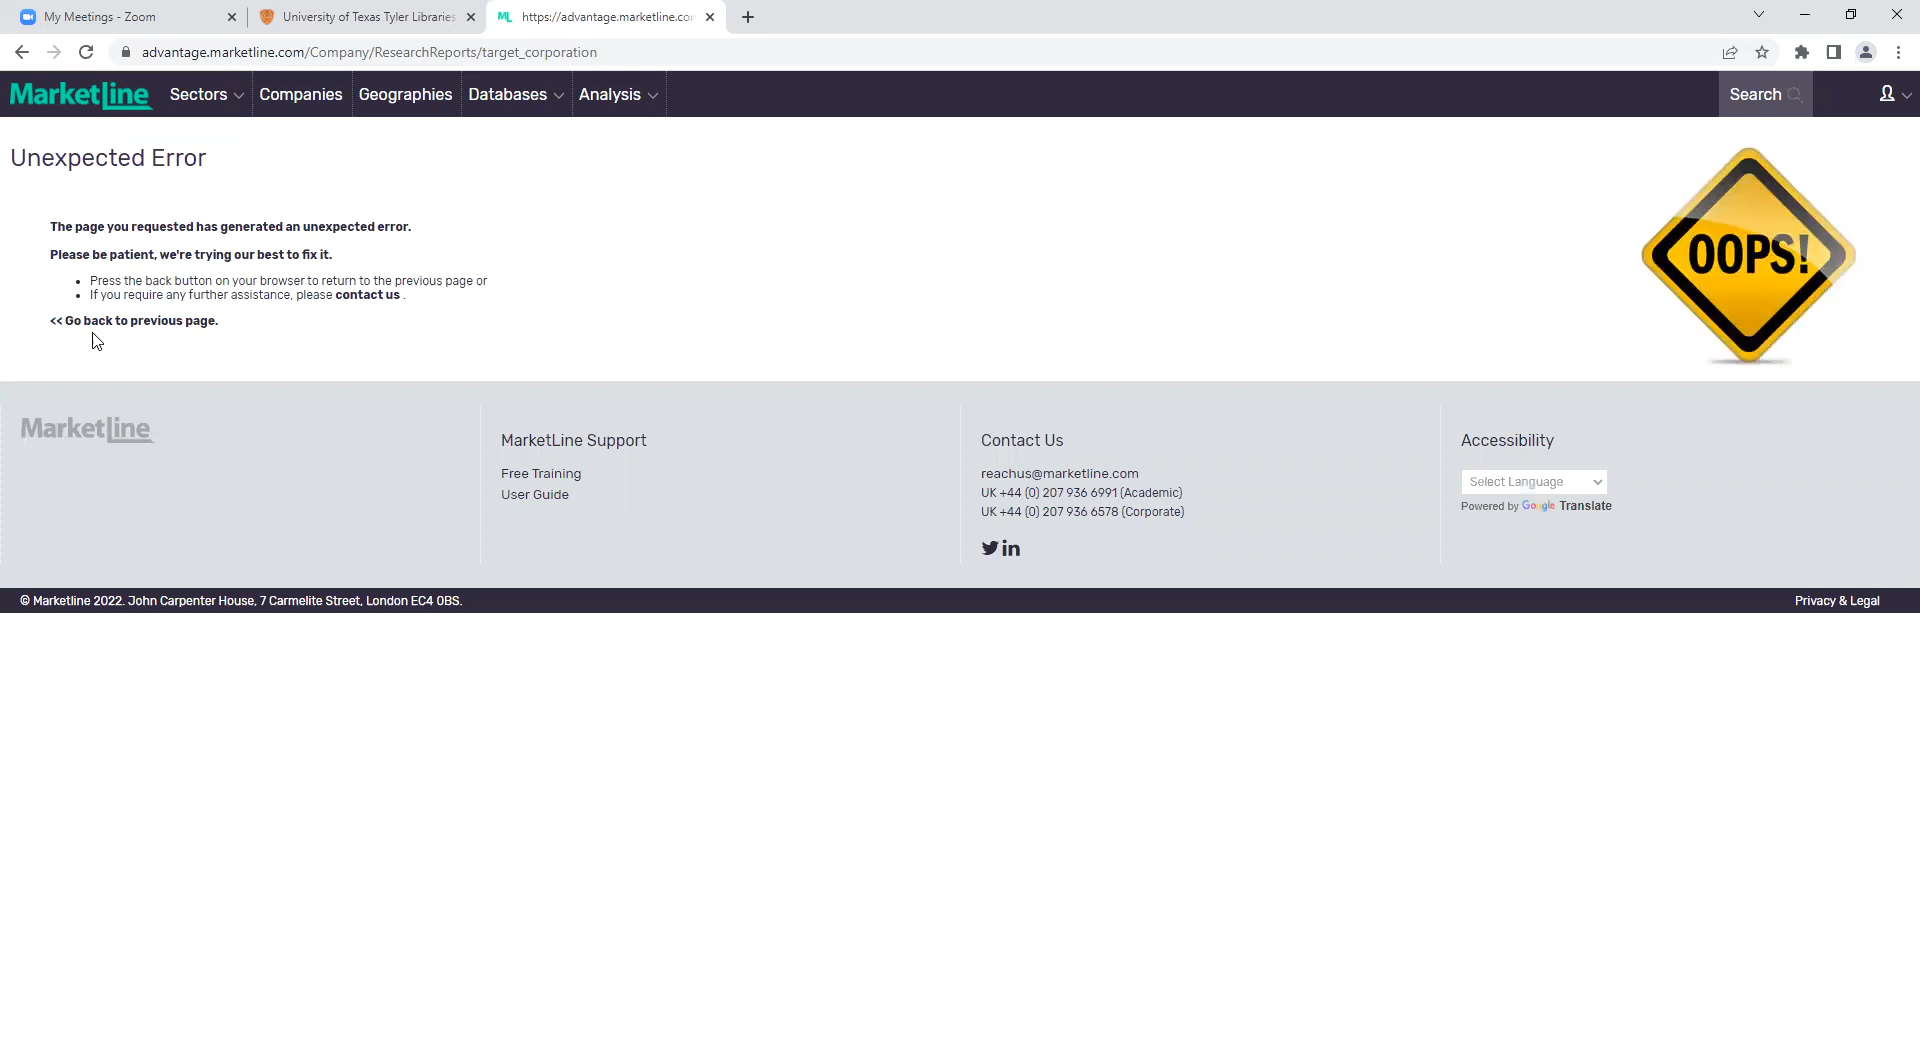 My Meetings - Zoom
University of Texas Tyler Libraries
ML https://advantage.marketline.co
advantage.marketline.com/Company/ResearchReports/target_corporation
MarketLine Sectors Companies Geographies Databases Analysis Search
Unexpected Error
OOPS!
The page you requested has generated an unexpected error.
Please be patient, we're trying our best to fix it.
• Press the back button on your browser to return to the previous page or
• If you require any further assistance, please contact us .
<< Go back to previous page.
MarketLine
MarketLine Support
Free Training
User Guide
Contact Us
reachus@marketline.com
UK +44 (0) 207 936 6991 (Academic)
UK +44 (0) 207 936 6578 (Corporate)
in
Accessibility
Select Language
Powered by Google Translate
© Marketline 2022. John Carpenter House, 7 Carmelite Street, London EC4 0BS.
Privacy & Legal